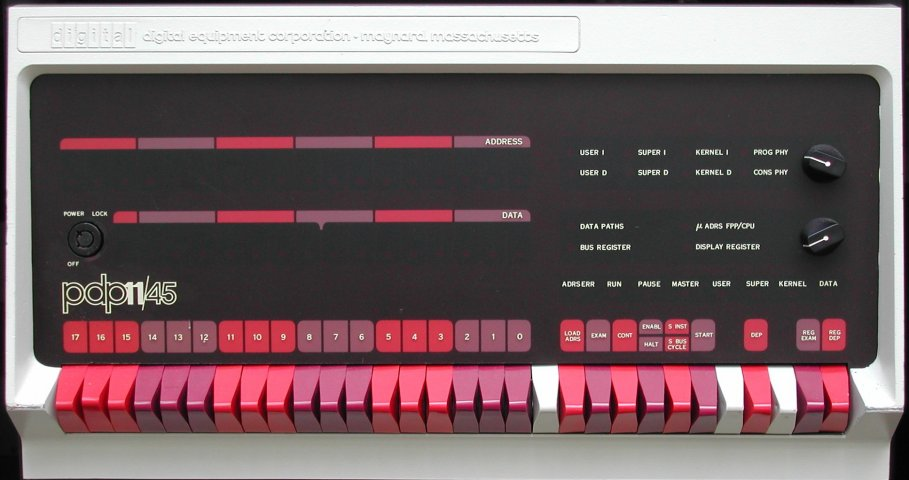 digital digital equipment corporation • maynard, massachusetts
ADDRESS
USER I SUPER I KERNEL I PROG PHY
USER D SUPER D KERNEL D CONS PHY
POWER LOCK
OFF
DATA
DATA PATHS μ ADRS FPP/CPU
BUS REGISTER DISPLAY REGISTER
pdp11/45
ADRSERR RUN PAUSE MASTER USER SUPER KERNEL DATA
17 16 15 14 13 12 11 10 9 8 7 6 5 4 3 2 1 0
LOAD ADRS
EXAM
CONT
ENABL
HALT
S INST
S BUS CYCLE
START
DEP
REG EXAM
REG DEP